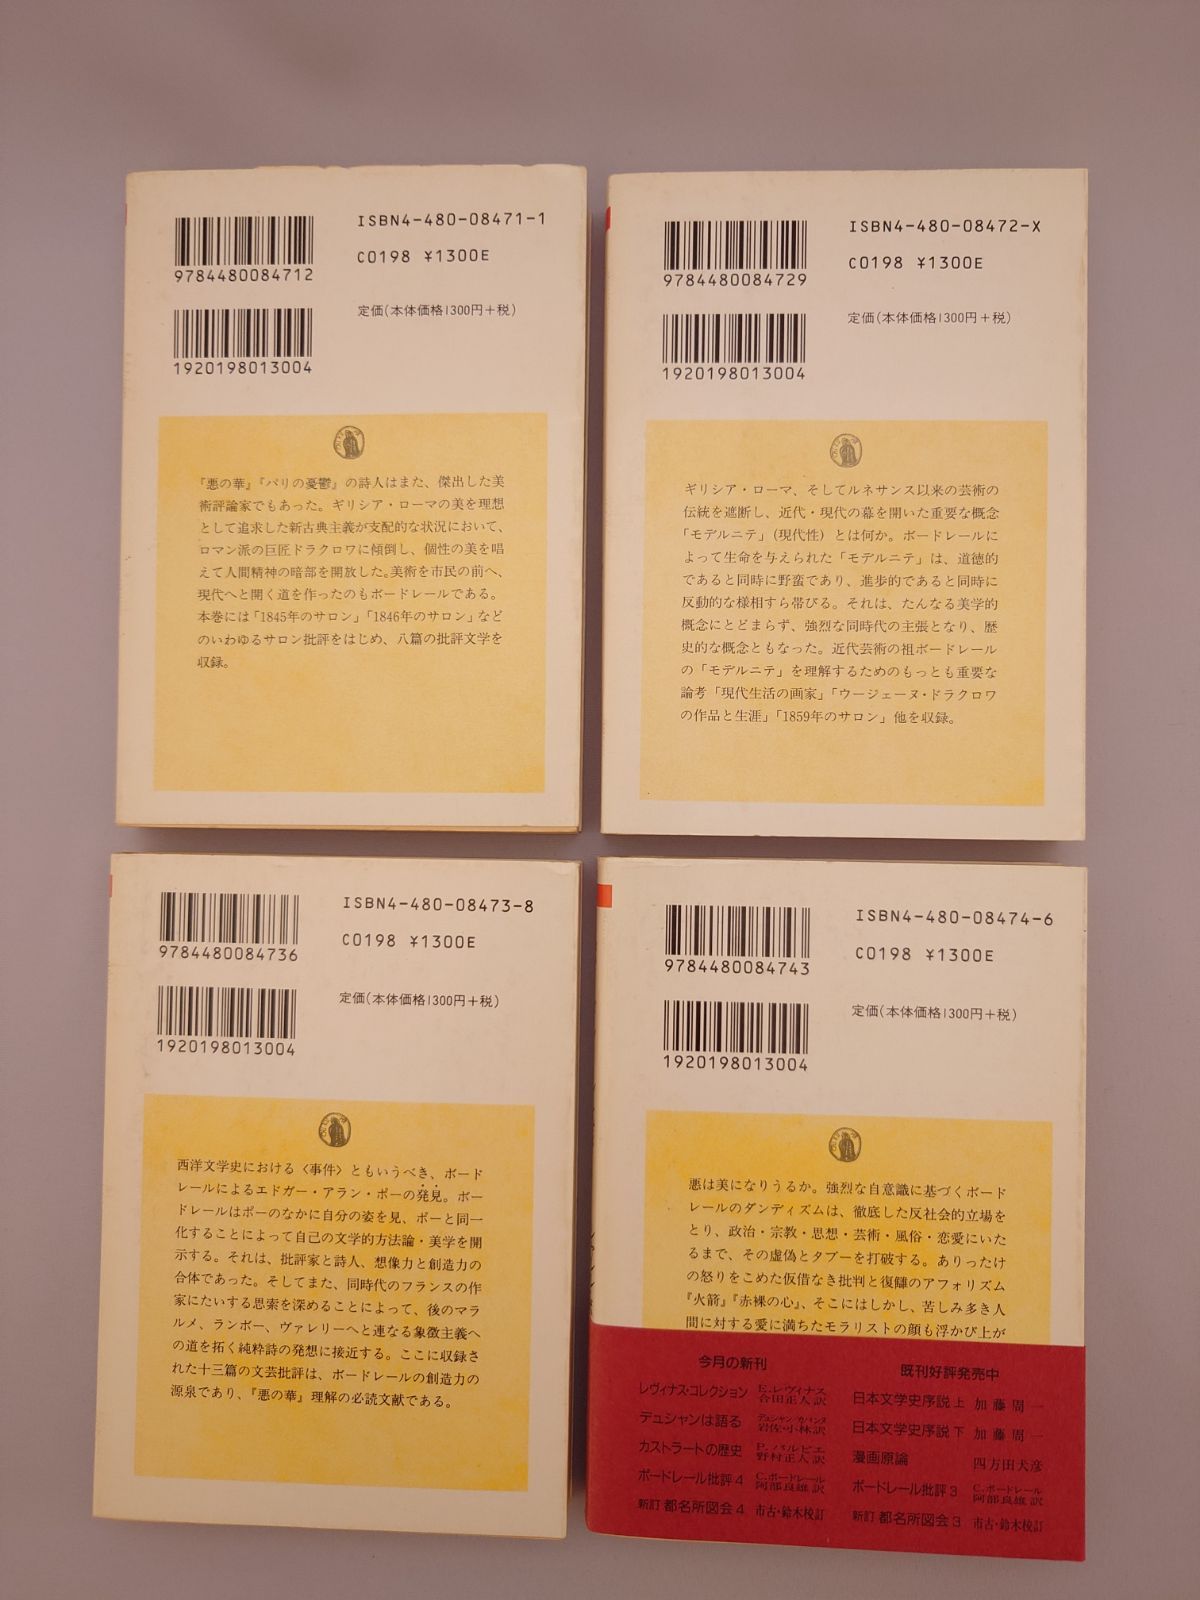 ISBN4-480-08471-1
9784480084712
C0198 ¥1300E
定価(本体価格1300円+税)
1920198013004
『悪の華』『パリの憂鬱』の詩人はまた、傑出した美
術評論家でもあった。ギリシア・ローマの美を理想
として追求した新古典主義が支配的な状況において、
ロマン派の巨匠ドラクロワに傾倒し、個性の美を唱
えて人間精神の暗部を開放した。美術を市民の前へ、
現代へと開く道を作ったのもボードレールである。
本巻には「1845年のサロン」「1846年のサロン」など
のいわゆるサロン批評をはじめ、八篇の批評文学を
収録。
ISBN4-480-08472-X
9784480084729
C0198 ¥1300E
定価(本体価格1300円+税)
1920198013004
ギリシア・ローマ、そしてルネサンス以来の芸術の
伝統を遮断し、近代・現代の幕を開いた重要な概念
「モデルニテ」(現代性)とは何か。ボードレールに
よって生命を与えられた「モデルニテ」は、道徳的
であると同時に野蛮であり、進歩的であると同時に
反動的な様相すら帯びる。それは、たんなる美学的
概念にとどまらず、強烈な同時代の主張となり、歴
史的な概念ともなった。近代芸術の祖ボードレール
の「モデルニテ」を理解するためのもっとも重要な
論考「現代生活の画家」「ウージェーヌ・ドラクロワ
の作品と生涯」「1859年のサロン」他を収録。
ISBN4-480-08473-8
9784480084736
C0198 ¥1300E
定価(本体価格1300円+税)
1920198013004
西洋文学史における〈事件〉ともいうべき、ボード
レールによるエドガー・アラン・ポーの発見。ボー
ドレールはポーのなかに自分の姿を見、ポーと同一
化することによって自己の文学的方法論・美学を開
示する。それは、批評家と詩人、想像力と創造力の
合体であった。そしてまた、同時代のフランスの作
家にたいする思索を深めることによって、後のマラ
ルメ、ランボー、ヴァレリーへと連なる象徴主義へ
の道を拓く純粋詩の発想に接近する。ここに収録さ
れた十三篇の文芸批評は、ボードレールの創造力の
源泉であり、『悪の華』理解の必読文献である。
ISBN4-480-08474-6
9784480084743
C0198 ¥1300E
定価(本体価格1300円+税)
1920198013004
悪は美になりうるか。強烈な自意識に基づくボード
レールのダンディズムは、徹底した反社会的立場を
とり、政治・宗教・思想・芸術・風俗・恋愛にいた
るまで、その虚偽とタブーを打破する。ありったけ
の怒りをこめた仮借なき批判と復讎のアフォリズム
『火箭』『赤裸の心』、そこにはしかし、苦しみ多き人
間に対する愛に満ちたモラリストの顔も浮かび上が
今月の新刊
レヴィナス・コレクション E.レヴィナス 合田正人訳
デュシャンは語る デュシャン/カバンヌ 岩佐・小林訳
カストラートの歴史 P.バルビエ 野村正人訳
ボードレール批評4 C.ボードレール 阿部良雄訳
新訂 都名所図会4 市古・鈴木校訂
既刊好評発売中
日本文学史序説 上 加藤周一
日本文学史序説 下 加藤周一
漫画原論 四方田犬彦
ボードレール批評3 C.ボードレール 阿部良雄訳
新訂 都名所図会3 市古・鈴木校訂